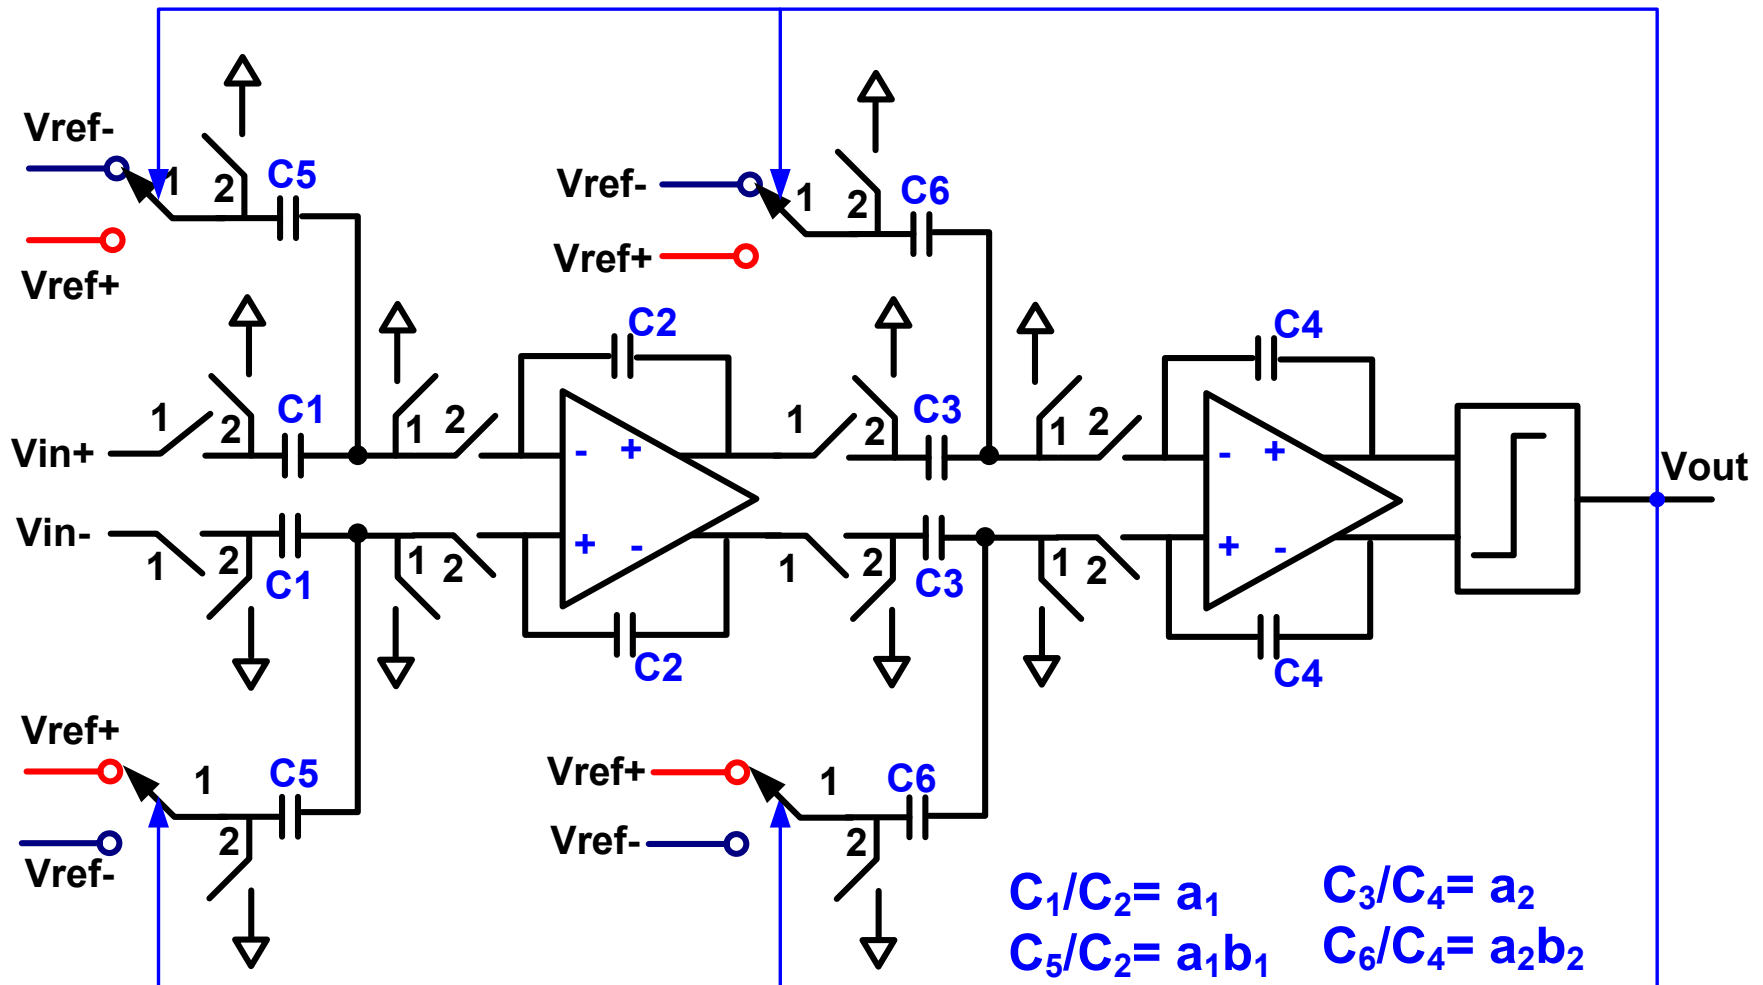 Vref-
1
2
C5
Vref+
Vref-
1
2
C6
Vref+
C2
C4
Vin+
1
2
C1
1
2
- +
1
2
C3
1
2
- +
Vout
Vin-
1
2
C1
1
2
+ -
1
2
C3
1
2
+ -
C2
C4
Vref+
1
2
C5
Vref-
Vref+
1
2
C6
Vref-
C₁/C₂= a₁
C₃/C₄= a₂
C₅/C₂= a₁b₁
C₆/C₄= a₂b₂